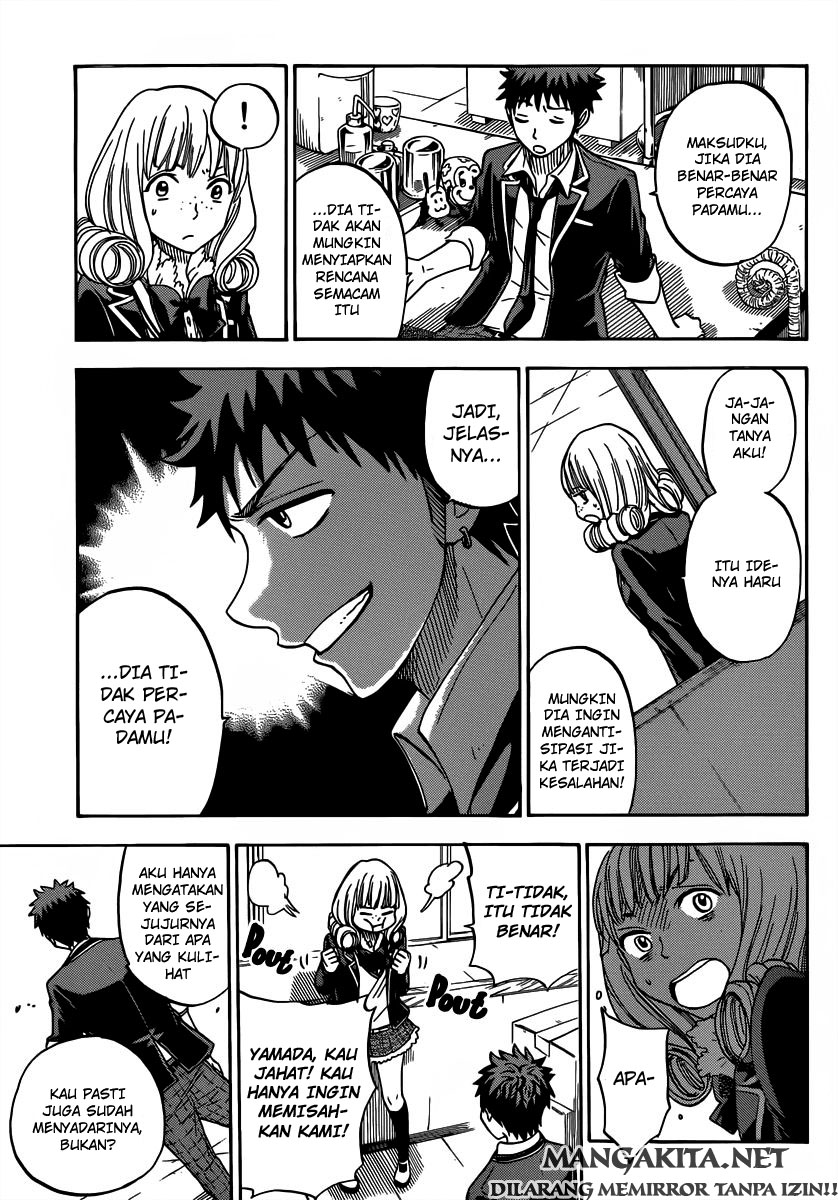 MAKSUDKU,
JIKA DIA
BENAR-BENAR
PERCAYA
PADAMU...
...DIA TI-
DAK AKAN
MUNGKIN
MENYIAPKAN
RENCANA
SEMACAM
ITU
!
JA-JA-
NGAN
TANYA
AKU!
ITU IDE-
NYA HARU
MUNGKIN
DIA INGIN
MENGANTI-
SIPASI JI-
KA TERJADI
KESALAHAN!
JADI,
JELAS-
NYA...
...DIA TI-
DAK PER-
CAYA PA-
DAMU!
APA-
TI-TIDAK,
ITU TIDAK
BENAR!
Pout
Pout
YAMADA, KAU
JAHAT! KAU
HANYA INGIN
MEMISAH-
KAN KAMI!
AKU HANYA
MENGATAKAN
YANG SE-
JUJURNYA
DARI APA
YANG KULI-
HAT
KAU PASTI
JUGA SUDAH
MENYADARINYA,
BUKAN?
MANGAKITA.NET
DILARANG MEMIRROR TANPA IZIN!!